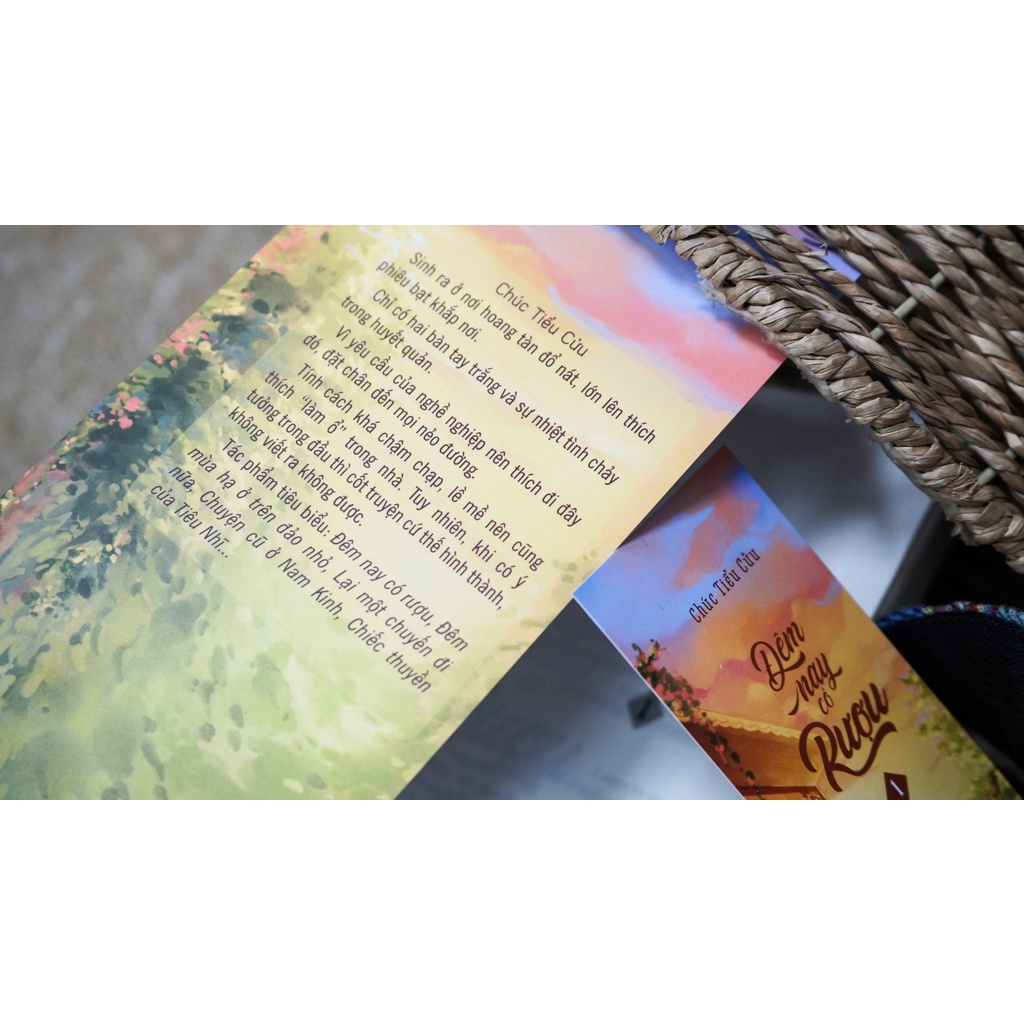 Chúc Tiểu Cửu
Sinh ra ở nơi hoang tàn đổ nát, lớn lên thích
phiêu bạt khắp nơi.
Chỉ có hai bàn tay trắng và sự nhiệt tình chảy
trong huyết quản.
Vì yêu cầu của nghề nghiệp nên thích đi đây
đó, đặt chân đến mọi nẻo đường.
Tính cách khá chậm chạp, lề mề nên cũng
thích "làm ổ" trong nhà. Tuy nhiên, khi có ý
tưởng trong đầu thì cốt truyện cứ thế hình thành,
không viết ra không được.
Tác phẩm tiêu biểu: Đêm nay có rượu, Đêm
mùa hạ ở trên đảo nhỏ, Lại một chuyến đi
nữa, Chuyện cũ ở Nam Kinh, Chiếc thuyền
của Tiểu Nhĩ...
Chúc Tiểu Cửu
Đêm
nay
có
Rượu
1